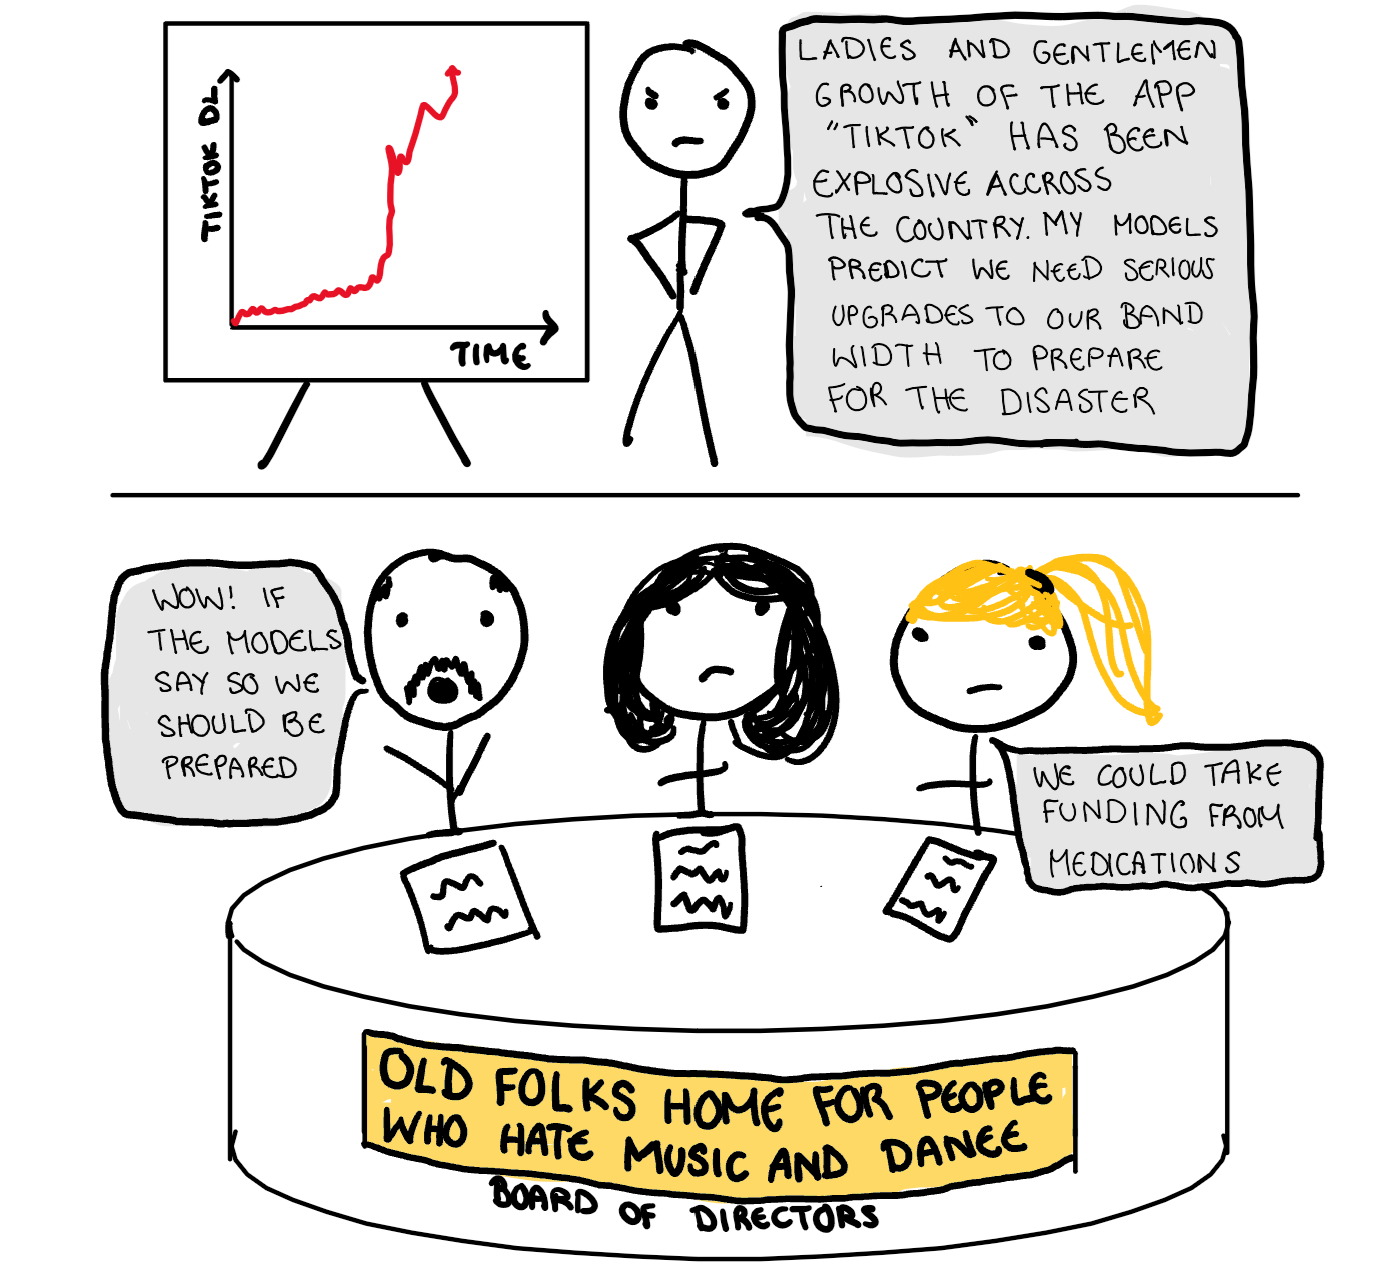 TIKTOK DL
TIME
LADIES AND GENTLEMEN
GROWTH OF THE APP
"TIKTOK" HAS BEEN
EXPLOSIVE ACCROSS
THE COUNTRY. MY MODELS
PREDICT WE NEED SERIOUS
UPGRADES TO OUR BAND
WIDTH TO PREPARE
FOR THE DISASTER
WOW! IF
THE MODELS
SAY SO WE
SHOULD BE
PREPARED
WE COULD TAKE
FUNDING FROM
MEDICATIONS
OLD FOLKS HOME FOR PEOPLE
WHO HATE MUSIC AND DANCE
BOARD OF DIRECTORS